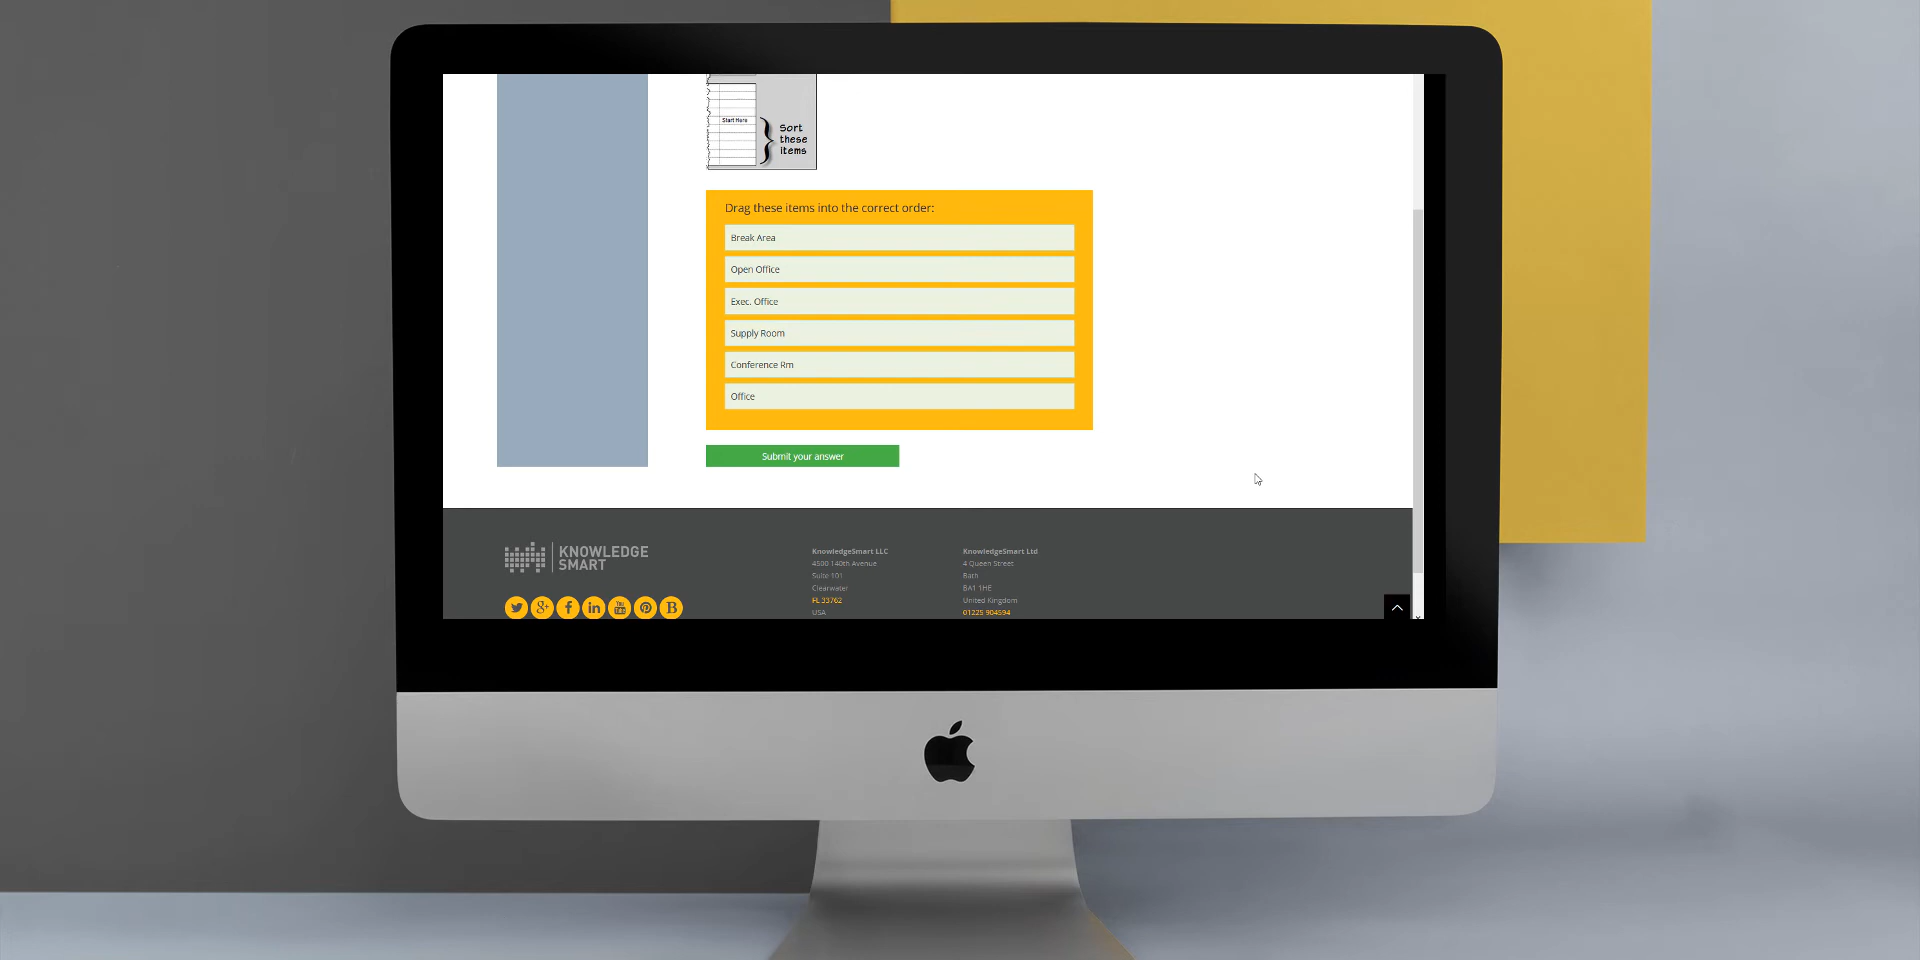 Start Here
Sort
these
items
Drag these items into the correct order:
Break Area
Open Office
Exec. Office
Supply Room
Conference Rm
Office
Submit your answer
KNOWLEDGE
SMART
KnowledgeSmart LLC
4500 140th Avenue
Suite 101
Clearwater
FL 33762
USA
KnowledgeSmart Ltd
4 Queen Street
Bath
BA1 1HE
United Kingdom
01225 904594